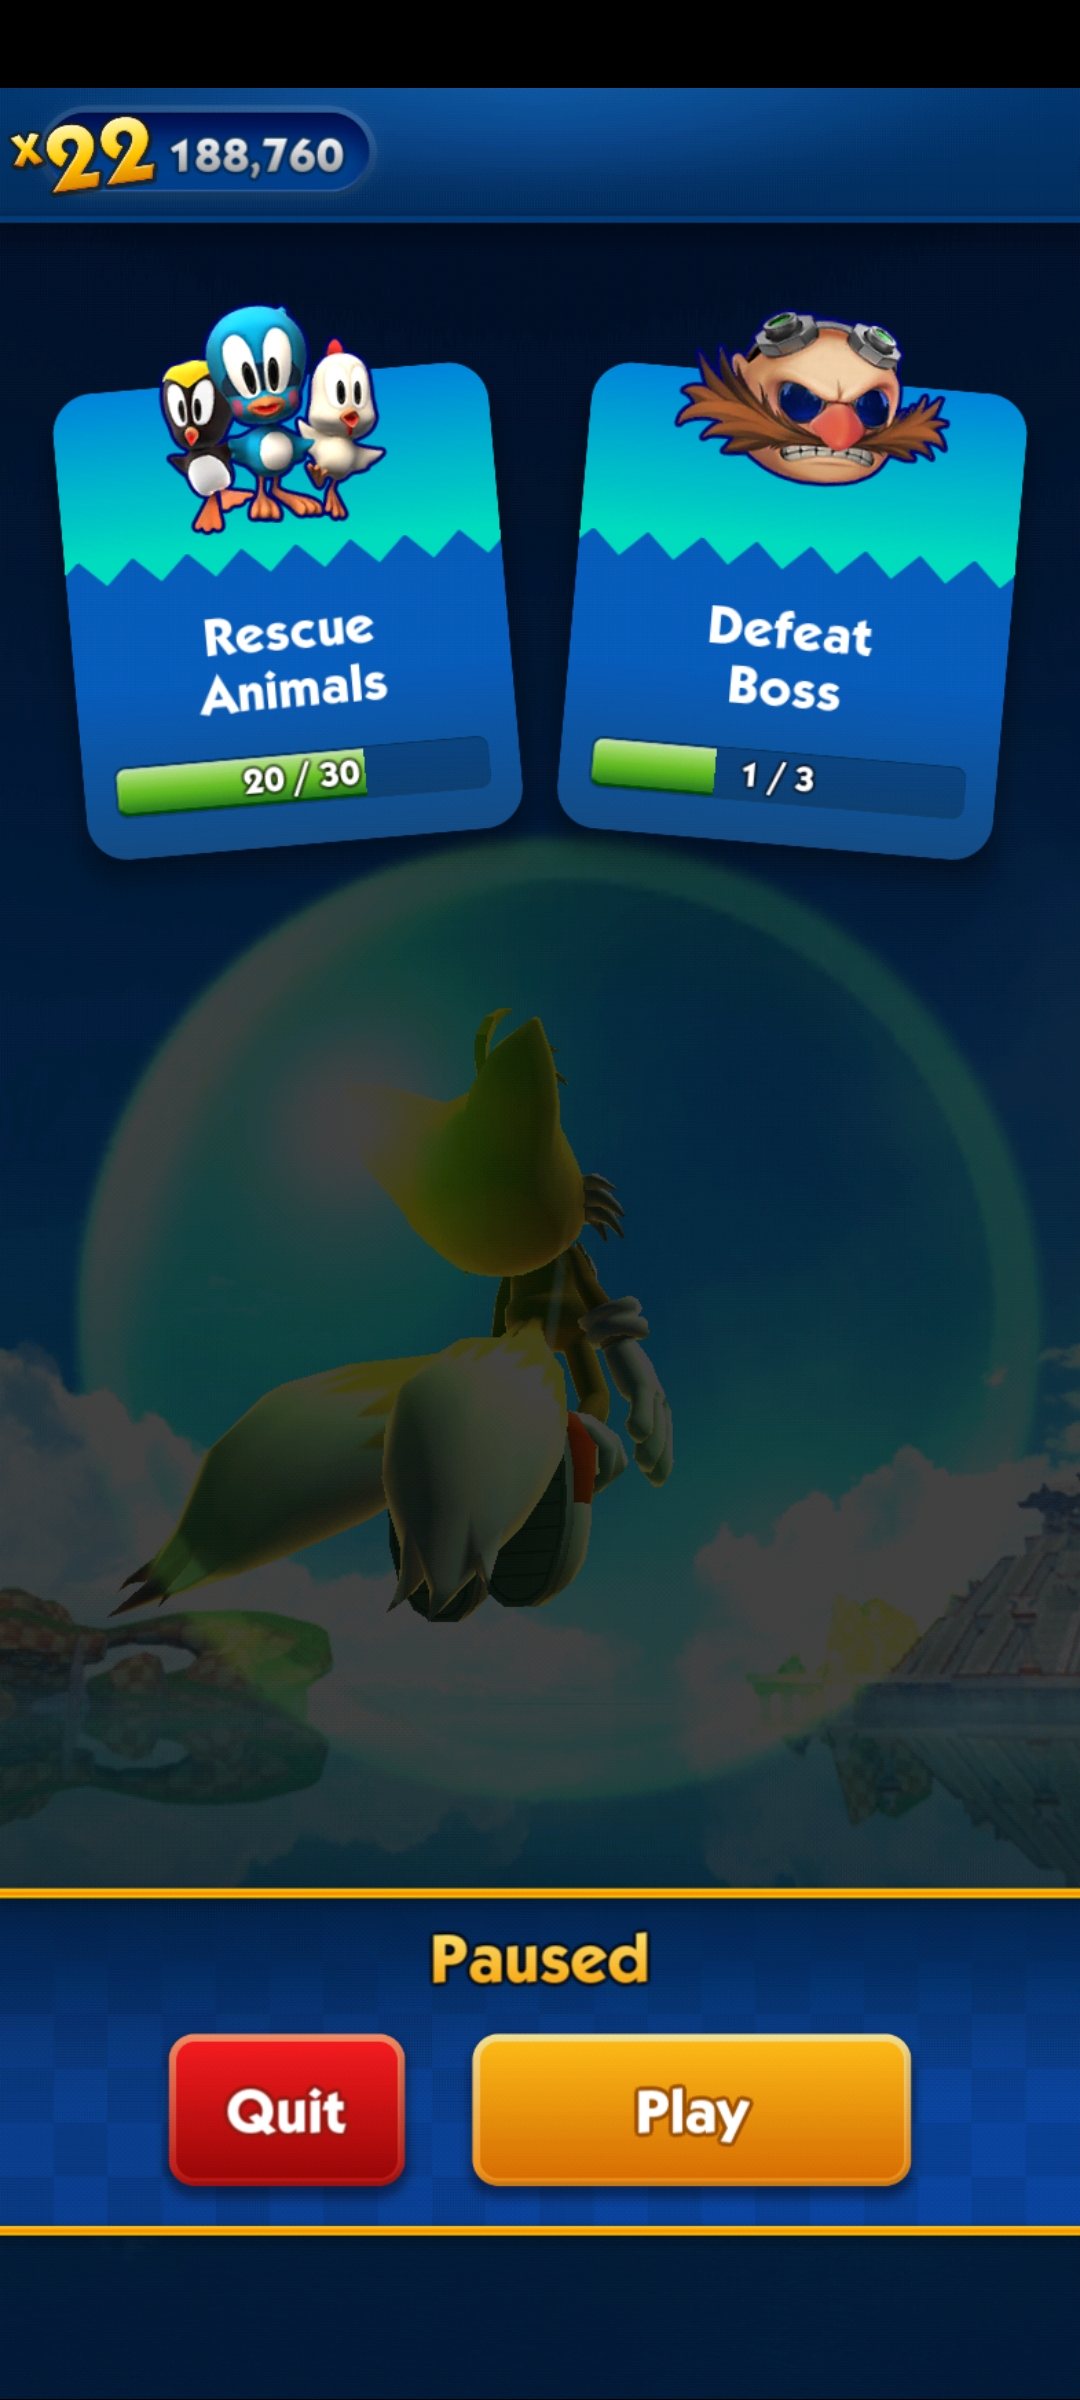 x22 188,760
Rescue
Animals
20 / 30
Defeat
Boss
1 / 3
Paused
Quit
Play